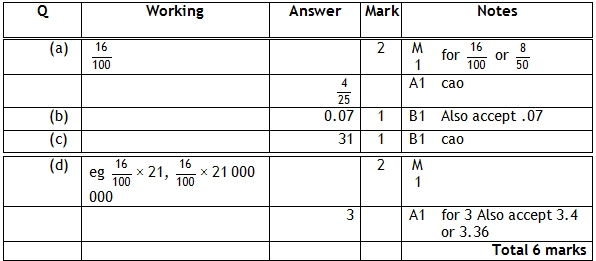 Q Working Answer Mark Notes
(a) 16/100 2 M1 for 16/100 or 8/50
4/25 A1 cao
(b) 0.07 1 B1 Also accept .07
(c) 31 1 B1 cao
(d) eg 16/100 × 21, 16/100 × 21 000 2 M1
000
3 A1 for 3 Also accept 3.4
or 3.36
Total 6 marks